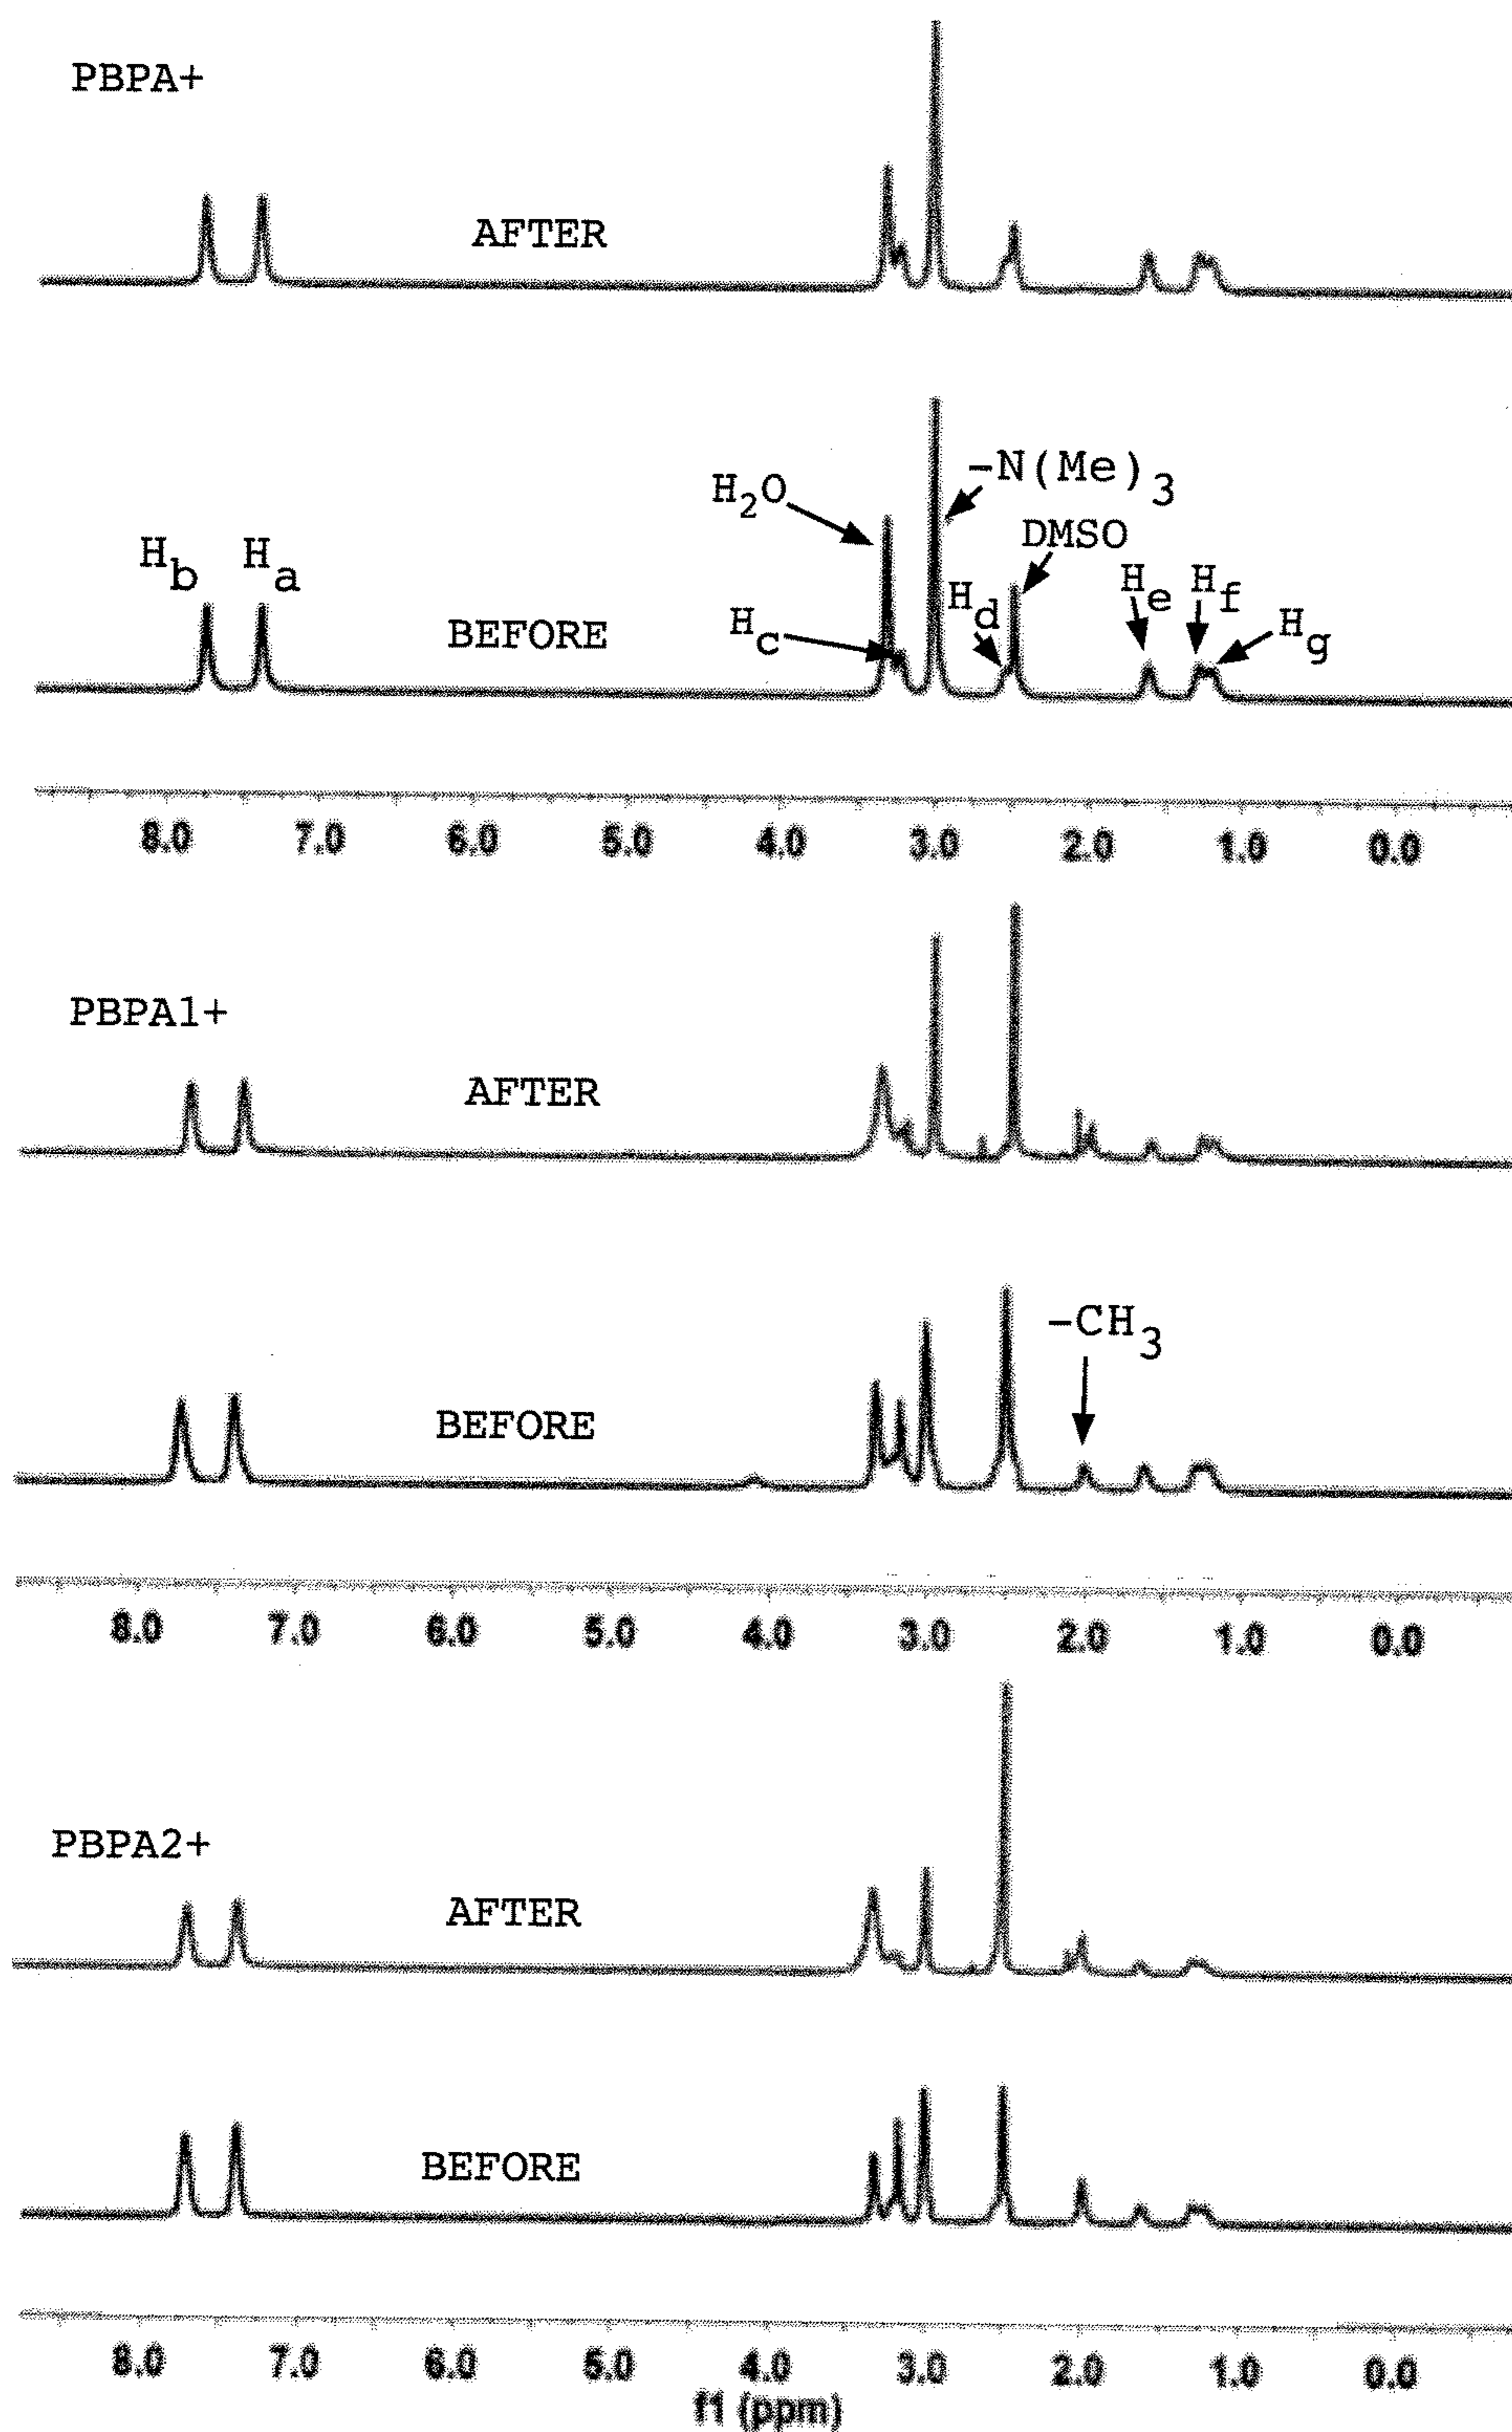 PBPA+
AFTER
-N(Me)3
H2O
DMSO
Hb Ha
He Hf
Hd
Hc
Hg
BEFORE
8.0 7.0 6.0 5.0 4.0 3.0 2.0 1.0 0.0
PBPA1+
AFTER
-CH3
BEFORE
8.0 7.0 6.0 5.0 4.0 3.0 2.0 1.0 0.0
PBPA2+
AFTER
BEFORE
8.0 7.0 6.0 5.0 4.0 3.0 2.0 1.0 0.0
f1 (ppm)